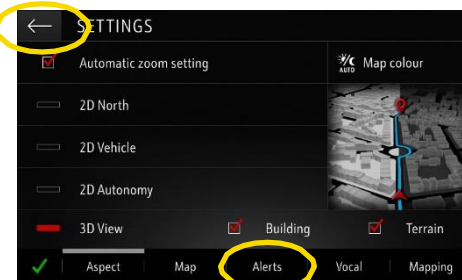 SETTINGS
Automatic zoom setting
AUTO Map colour
2D North
2D Vehicle
2D Autonomy
3D View Building Terrain
Aspect Map Alerts Vocal Mapping